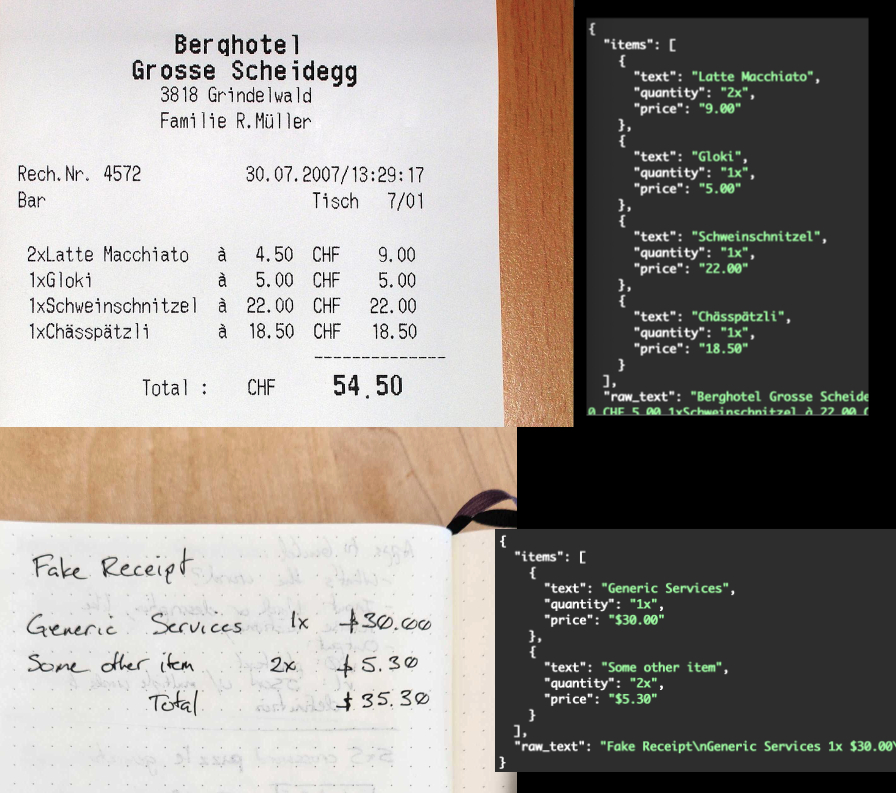 Berghotel
Grosse Scheidegg
3818 Grindelwald
Familie R.Müller
Rech.Nr. 4572 30.07.2007/13:29:17
Bar Tisch 7/01
2xLatte Macchiato à 4.50 CHF 9.00
1xGloki à 5.00 CHF 5.00
1xSchweinschnitzel à 22.00 CHF 22.00
1xChässpätzli à 18.50 CHF 18.50
Total : CHF 54.50
{
"items": [
{
"text": "Latte Macchiato",
"quantity": "2x",
"price": "9.00"
},
{
"text": "Gloki",
"quantity": "1x",
"price": "5.00"
},
{
"text": "Schweinschnitzel",
"quantity": "1x",
"price": "22.00"
},
{
"text": "Chässpätzli",
"quantity": "1x",
"price": "18.50"
}
],
"raw_text": "Berghotel Grosse Scheide
0 CHF 5.00 1xSchweinschnitzel à 22.00 C
Fake Receipt
Generic Services 1x $30.00
Some other item 2x $5.30
Total $35.30
{
"items": [
{
"text": "Generic Services",
"quantity": "1x",
"price": "$30.00"
},
{
"text": "Some other item",
"quantity": "2x",
"price": "$5.30"
}
],
"raw_text": "Fake Receipt\nGeneric Services 1x $30.00\
}